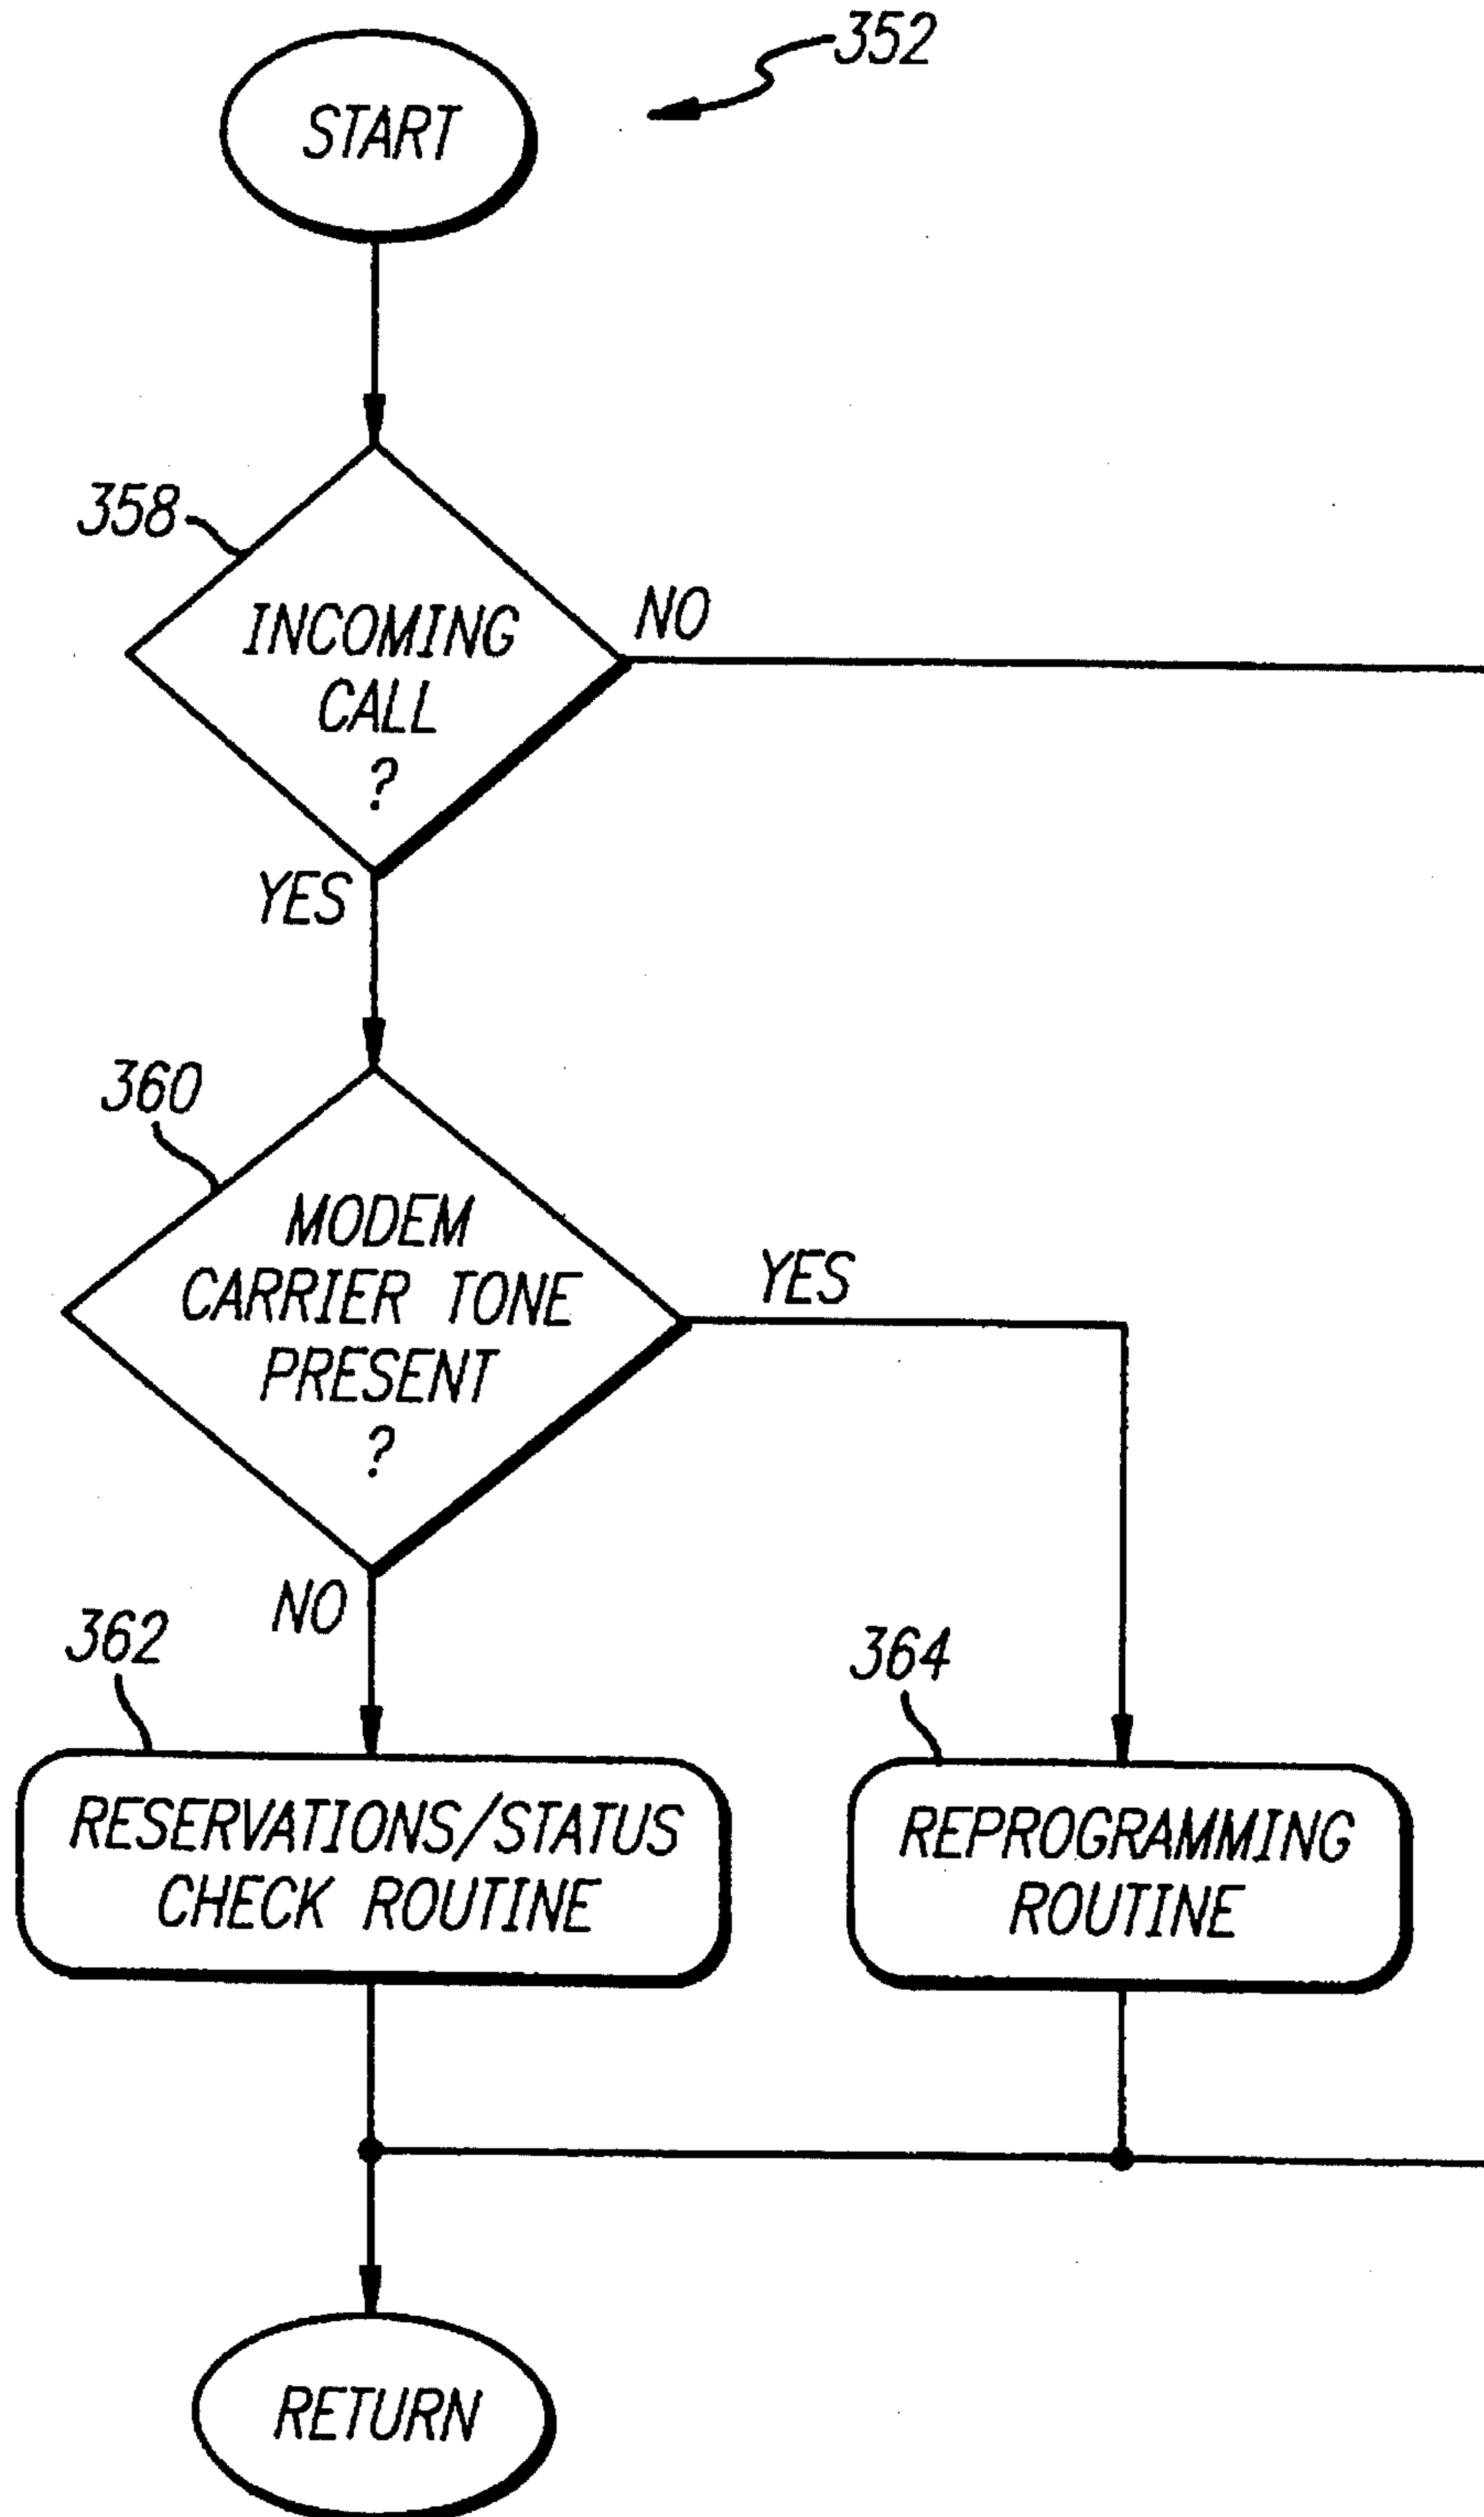 START
352
358
INCOMING
CALL
?
NO
YES
360
MODEM
CARRIER TONE
PRESENT
?
YES
NO
362
364
RESERVATIONS/STATUS
CHECK ROUTINE
REPROGRAMMING
ROUTINE
RETURN